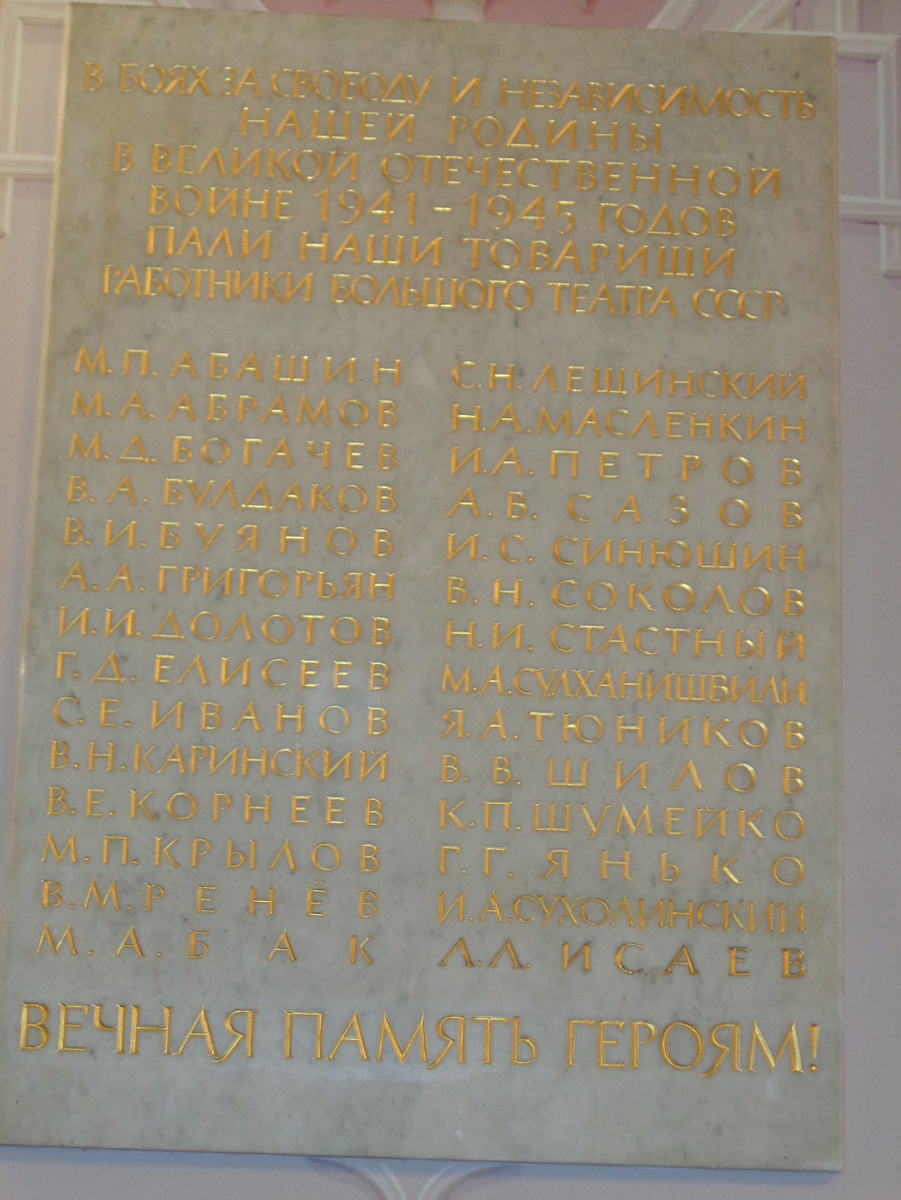 В БОЯХ ЗА СВОБОДУ И НЕЗАВИСИМОСТЬ
НАШЕЙ РОДИНЫ
В ВЕЛИКОЙ ОТЕЧЕСТВЕННОЙ
ВОЙНЕ 1941-1945 ГОДОВ
ПАЛИ НАШИ ТОВАРИЩИ
РАБОТНИКИ БОЛЬШОГО ТЕАТРА СССР
М.П. АБАШИН
М.А. АБРАМОВ
М.Д. БОГАЧЕВ
В.А. БУЛДАКОВ
В.И. БУЯНОВ
А.А. ГРИГОРЬЯН
И.И. ДОЛОТОВ
Г.Д. ЕЛИСЕЕВ
С.Е. ИВАНОВ
В.Н. КАРИНСКИЙ
В.Е. КОРНЕЕВ
М.П. КРЫЛОВ
В.М. РЕНЁВ
М.А. БАК
С.Н. ЛЕЩИНСКИЙ
Н.А. МАСЛЕНКИН
И.А. ПЕТРОВ
А.В. САЗОВ
И.С. СИНЮШИН
В.Н. СОКОЛОВ
Н.И. СТАСТНЫЙ
М.А. СУЛХАНИШВИЛИ
Я.А. ТЮНИКОВ
В.В. ШИЛОВ
К.П. ШУМЕЙКО
Г.Г. ЯНЬКО
И.А. СУХОЛИНСКИЙ
Л.Л. ИСАЕВ
ВЕЧНАЯ ПАМЯТЬ ГЕРОЯМ!